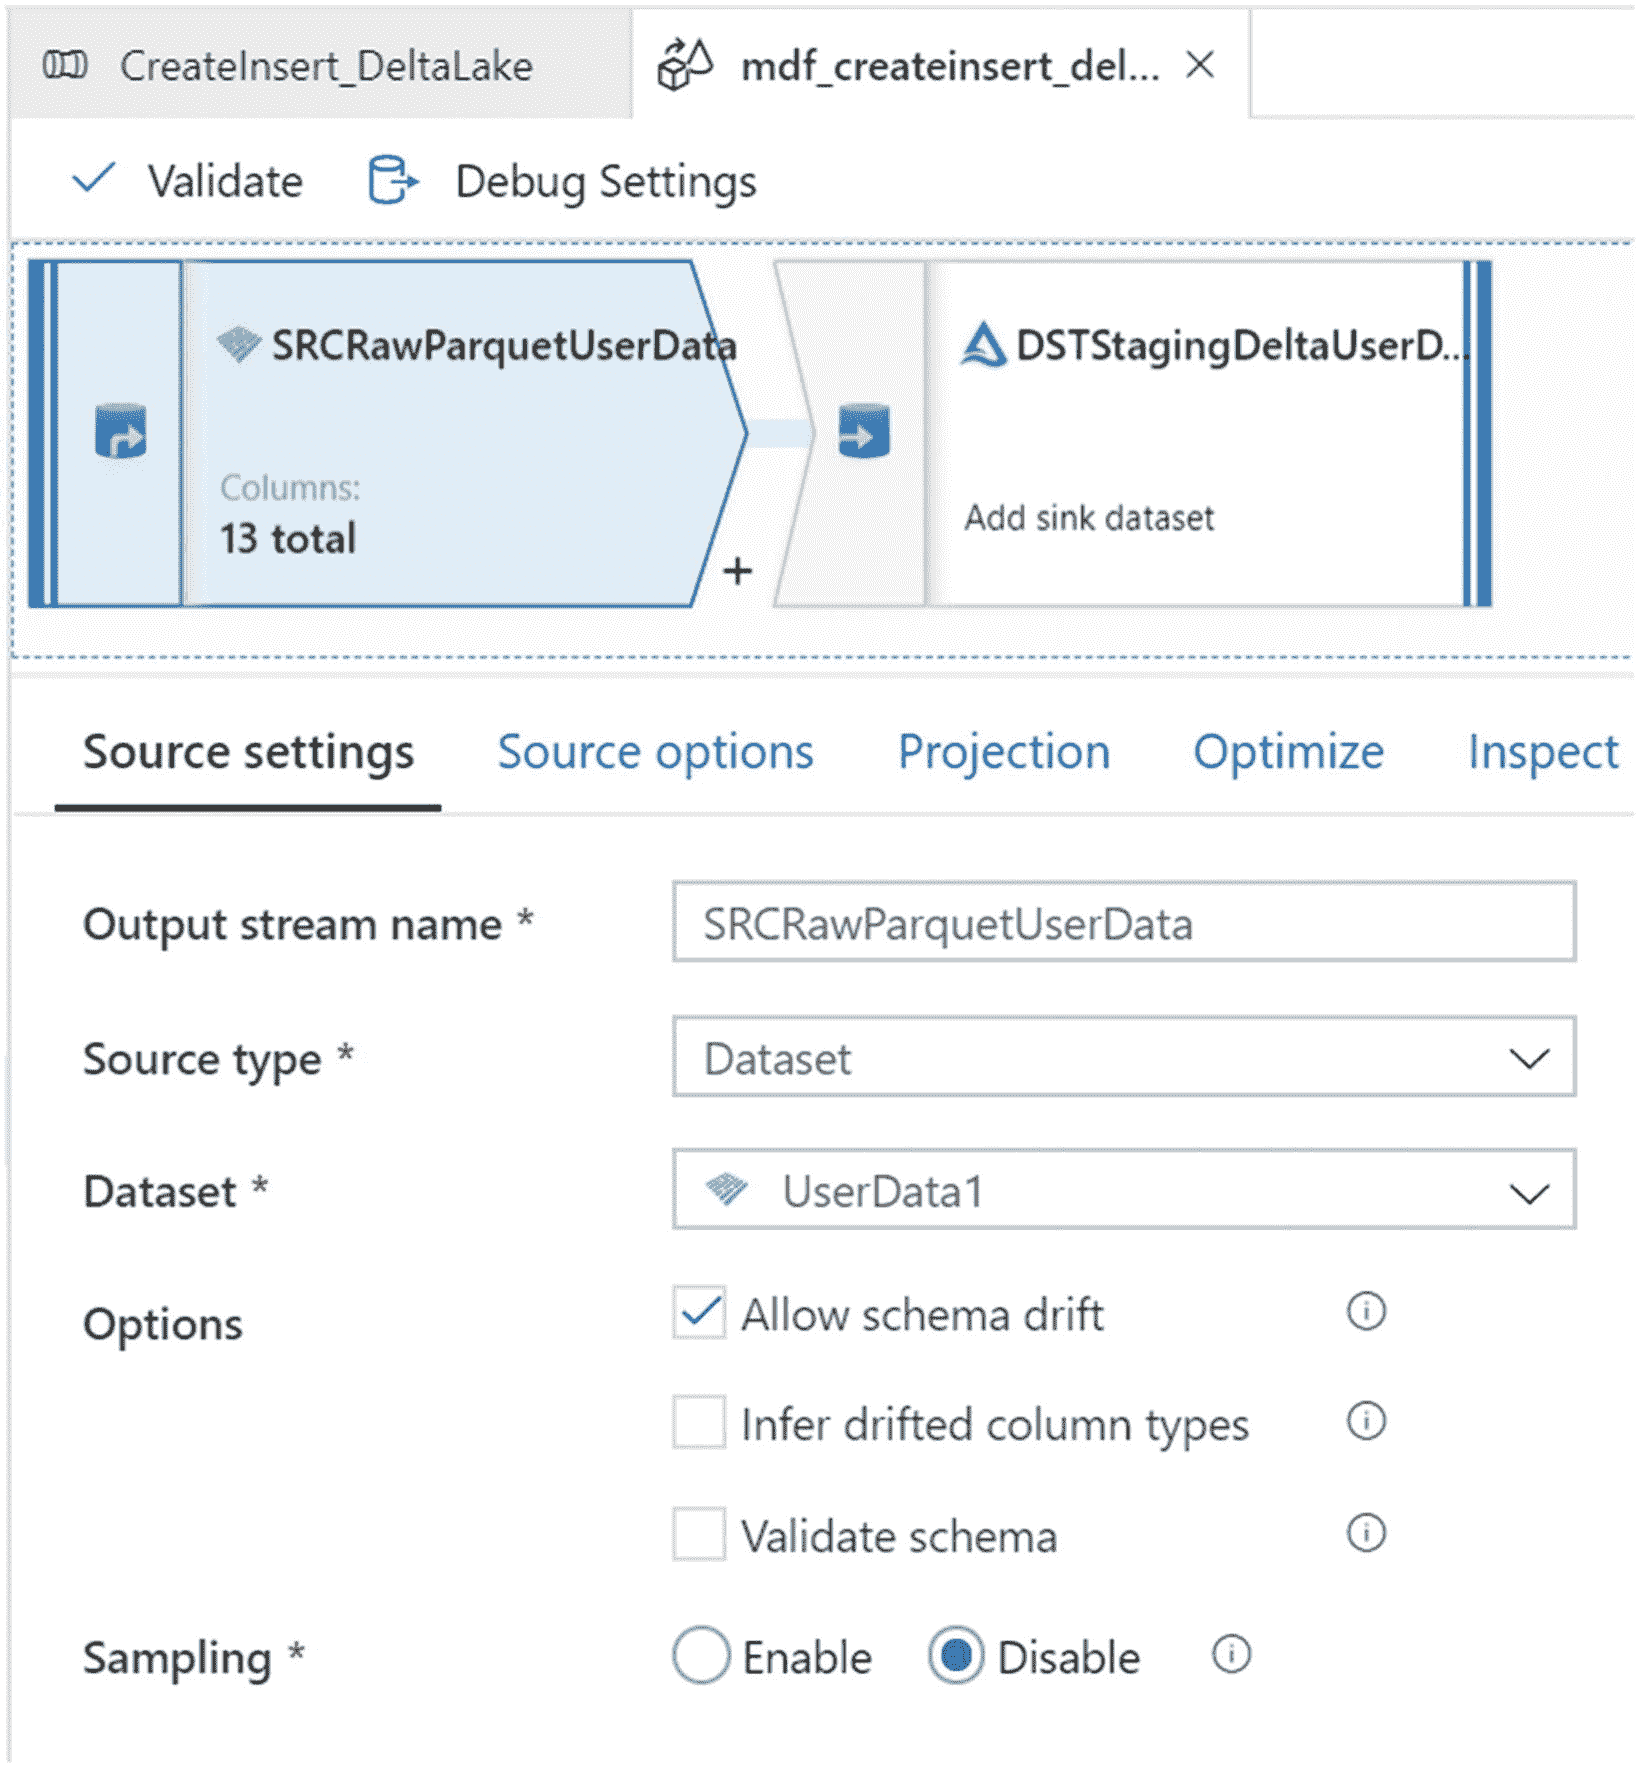 CreateInsert_DeltaLake
mdf_createinsert_del...
Validate
Debug Settings
SRCRawParquetUserData
DSTStagingDeltaUserD...
Columns:
13 total
Add sink dataset
+
Source settings
Source options
Projection
Optimize
Inspect
Output stream name *
SRCRawParquetUserData
Source type *
Dataset
Dataset *
UserData1
Options
Allow schema drift
Infer drifted column types
Validate schema
Sampling *
Enable
Disable